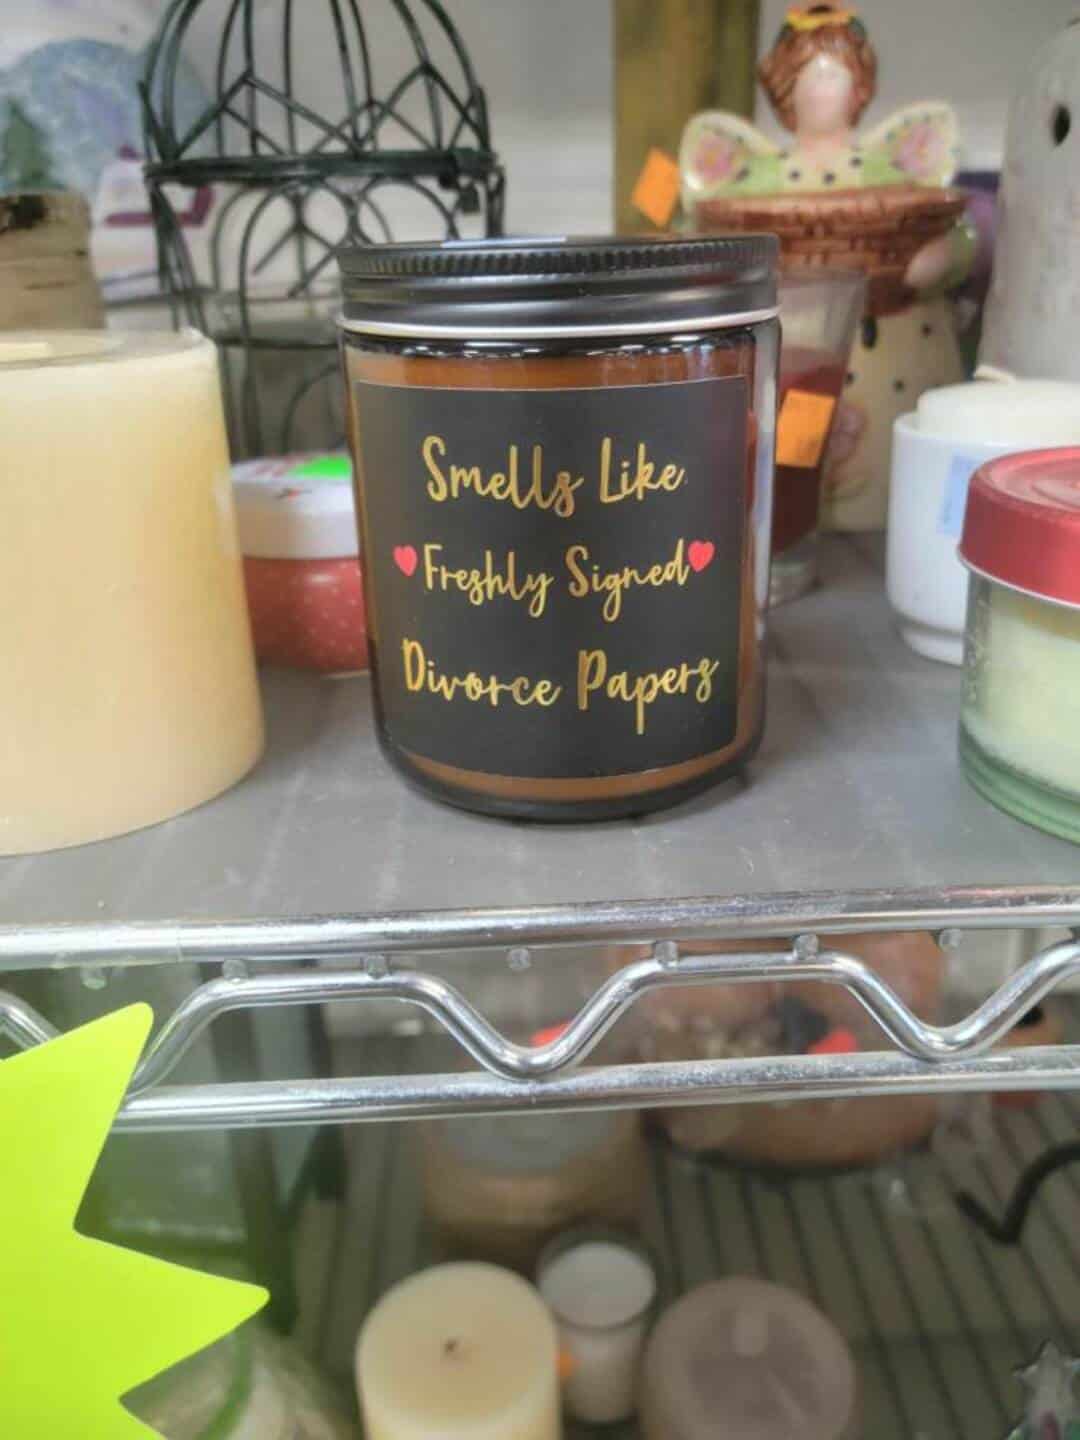 Smells Like
Freshly Signed
Divorce Papers